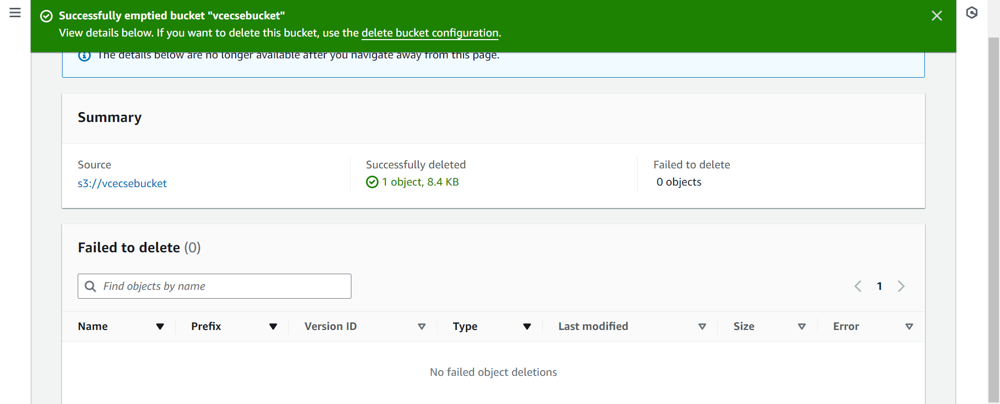 Successfully emptied bucket "vcecsebucket"
View details below. If you want to delete this bucket, use the delete bucket configuration.
The details below are no longer available after you navigate away from this page.
Summary
Source
s3://vcecsebucket
Successfully deleted
1 object, 8.4 KB
Failed to delete
0 objects
Failed to delete (0)
Find objects by name
1
Name Prefix Version ID Type Last modified Size Error
No failed object deletions